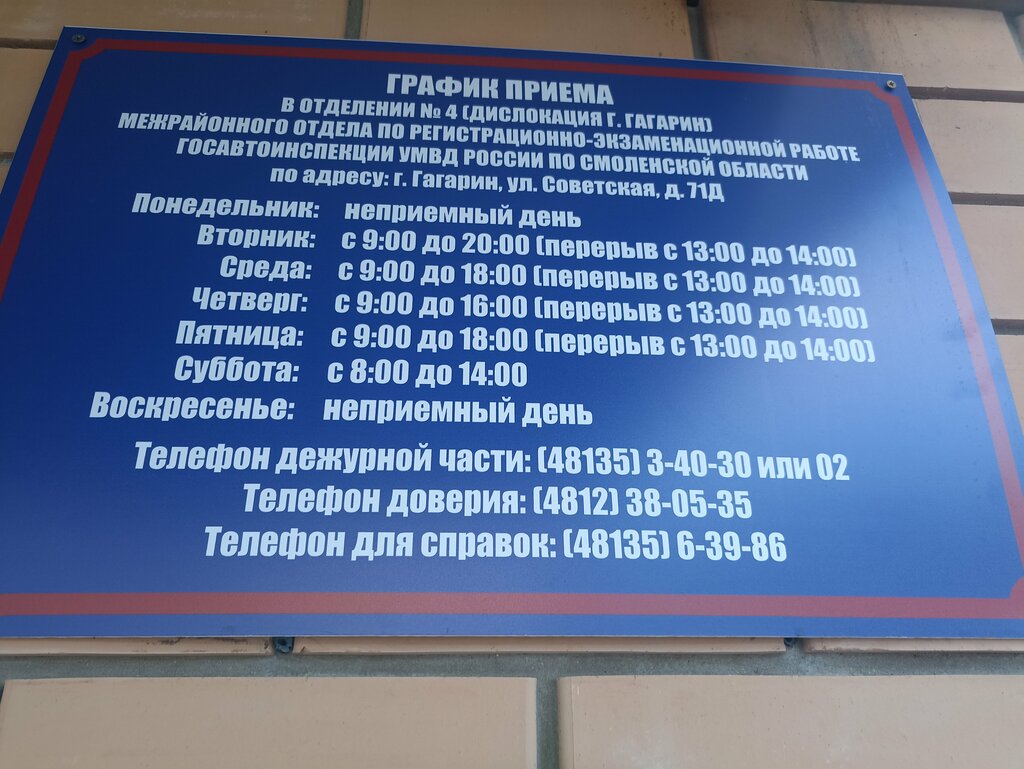 ГРАФИК ПРИЕМА
В ОТДЕЛЕНИИ № 4 (ДИСЛОКАЦИЯ Г. ГАГАРИН)
МЕЖРАЙОННОГО ОТДЕЛА ПО РЕГИСТРАЦИОННО-ЭКЗАМЕНАЦИОННОЙ РАБОТЕ
ГОСАВТОИНСПЕКЦИИ УМВД РОССИИ ПО СМОЛЕНСКОЙ ОБЛАСТИ
по адресу: г. Гагарин, ул. Советская, д. 71Д
Понедельник: неприемный день
Вторник: с 9:00 до 20:00 (перерыв с 13:00 до 14:00)
Среда: с 9:00 до 18:00 (перерыв с 13:00 до 14:00)
Четверг: с 9:00 до 16:00 (перерыв с 13:00 до 14:00)
Пятница: с 9:00 до 18:00 (перерыв с 13:00 до 14:00)
Суббота: с 8:00 до 14:00
Воскресенье: неприемный день
Телефон дежурной части: (48135) 3-40-30 или 02
Телефон доверия: (4812) 38-05-35
Телефон для справок: (48135) 6-39-86